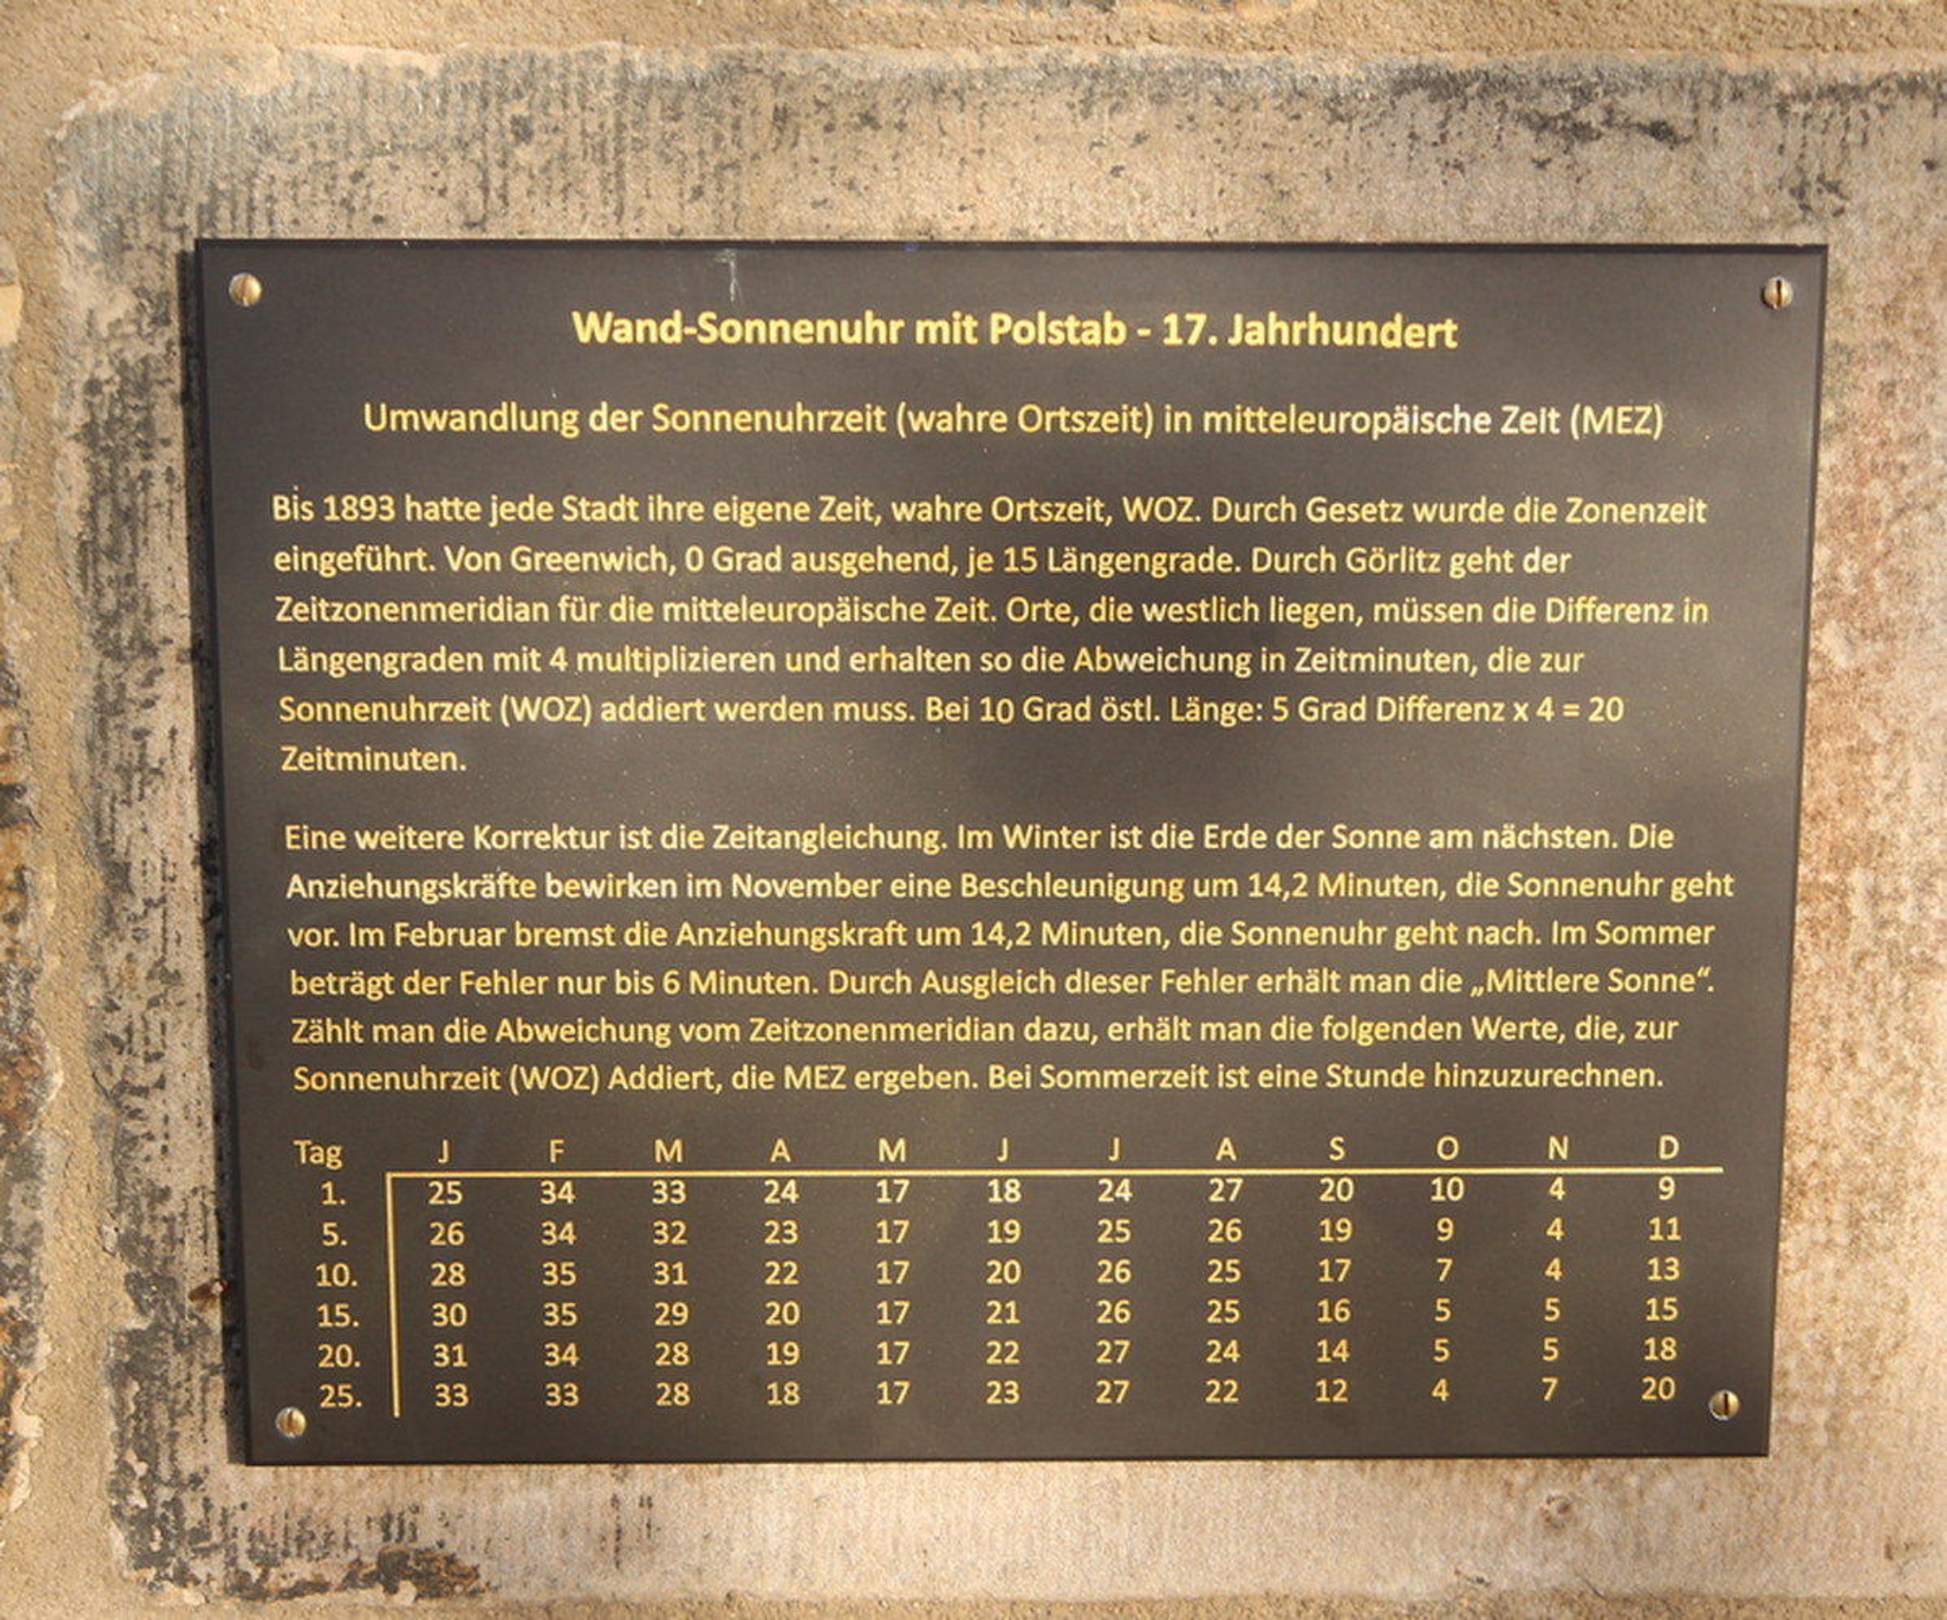 Wand-Sonnenuhr mit Polstab - 17. Jahrhundert
Umwandlung der Sonnenuhrzeit (wahre Ortszeit) in mitteleuropäische Zeit (MEZ)
Bis 1893 hatte jede Stadt ihre eigene Zeit, wahre Ortszeit, WOZ. Durch Gesetz wurde die Zonenzeit
eingeführt. Von Greenwich, 0 Grad ausgehend, je 15 Längengrade. Durch Görlitz geht der
Zeitzonenmeridian für die mitteleuropäische Zeit. Orte, die westlich liegen, müssen die Differenz in
Längengraden mit 4 multiplizieren und erhalten so die Abweichung in Zeitminuten, die zur
Sonnenuhrzeit (WOZ) addiert werden muss. Bei 10 Grad östl. Länge: 5 Grad Differenz x 4 = 20
Zeitminuten.
Eine weitere Korrektur ist die Zeitangleichung. Im Winter ist die Erde der Sonne am nächsten. Die
Anziehungskräfte bewirken im November eine Beschleunigung um 14,2 Minuten, die Sonnenuhr geht
vor. Im Februar bremst die Anziehungskraft um 14,2 Minuten, die Sonnenuhr geht nach. Im Sommer
beträgt der Fehler nur bis 6 Minuten. Durch Ausgleich dieser Fehler erhält man die „Mittlere Sonne“.
Zählt man die Abweichung vom Zeitzonenmeridian dazu, erhält man die folgenden Werte, die, zur
Sonnenuhrzeit (WOZ) Addiert, die MEZ ergeben. Bei Sommerzeit ist eine Stunde hinzuzurechnen.
Tag J F M A M J J A S O N D
1. 25 34 33 24 17 18 24 27 20 10 4 9
5. 26 34 32 23 17 19 25 26 19 9 4 11
10. 28 35 31 22 17 20 26 25 17 7 4 13
15. 30 35 29 20 17 21 26 25 16 5 5 15
20. 31 34 28 19 17 22 27 24 14 5 5 18
25. 33 33 28 18 17 23 27 22 12 4 7 20